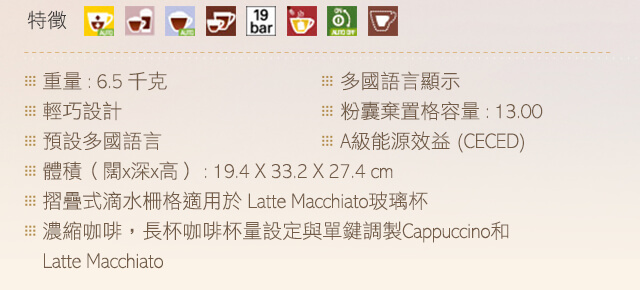 特徵
AUTO
AUTO
19
bar
AUTO OFF
重量 : 6.5 千克
多國語言顯示
輕巧設計
粉囊棄置格容量 : 13.00
預設多國語言
A級能源效益 (CECED)
體積（闊x深x高） : 19.4 X 33.2 X 27.4 cm
摺疊式滴水柵格適用於 Latte Macchiato玻璃杯
濃縮咖啡，長杯咖啡杯量設定與單鍵調製Cappuccino和
Latte Macchiato